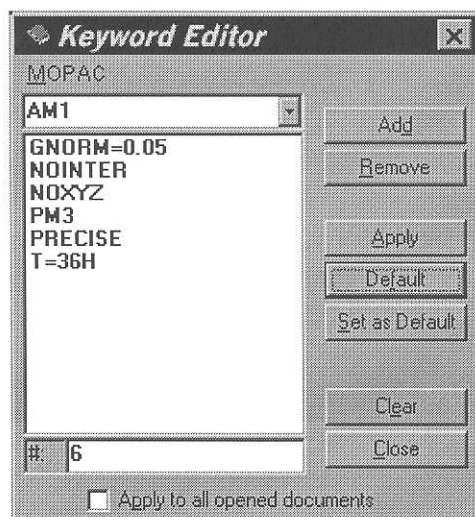 Keyword Editor
MOPAC
AM1
Add
GNORM=0.05
NOINTER
NOXYZ
PM3
PRECISE
T=36H
Remove
Apply
Default
Set as Default
Clear
Close
#: 6
Apply to all opened documents